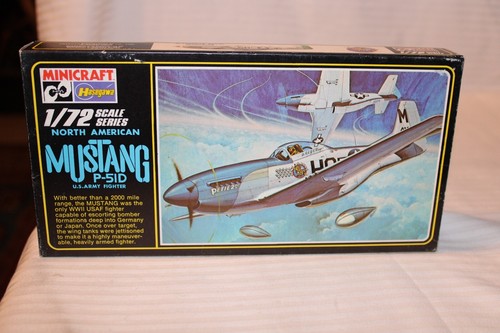 MINICRAFT
Hasegawa
1/72 SCALE SERIES
NORTH AMERICAN
MUSTANG
P-51D
U.S. ARMY FIGHTER
With better than a 2000 mile
range, the MUSTANG was the
only WWII USAF fighter
capable of escorting bomber
formations deep into Germany
or Japan. Once over target,
the wing tanks were jettisoned
to make it a highly maneuver-
able, heavily armed fighter.
M